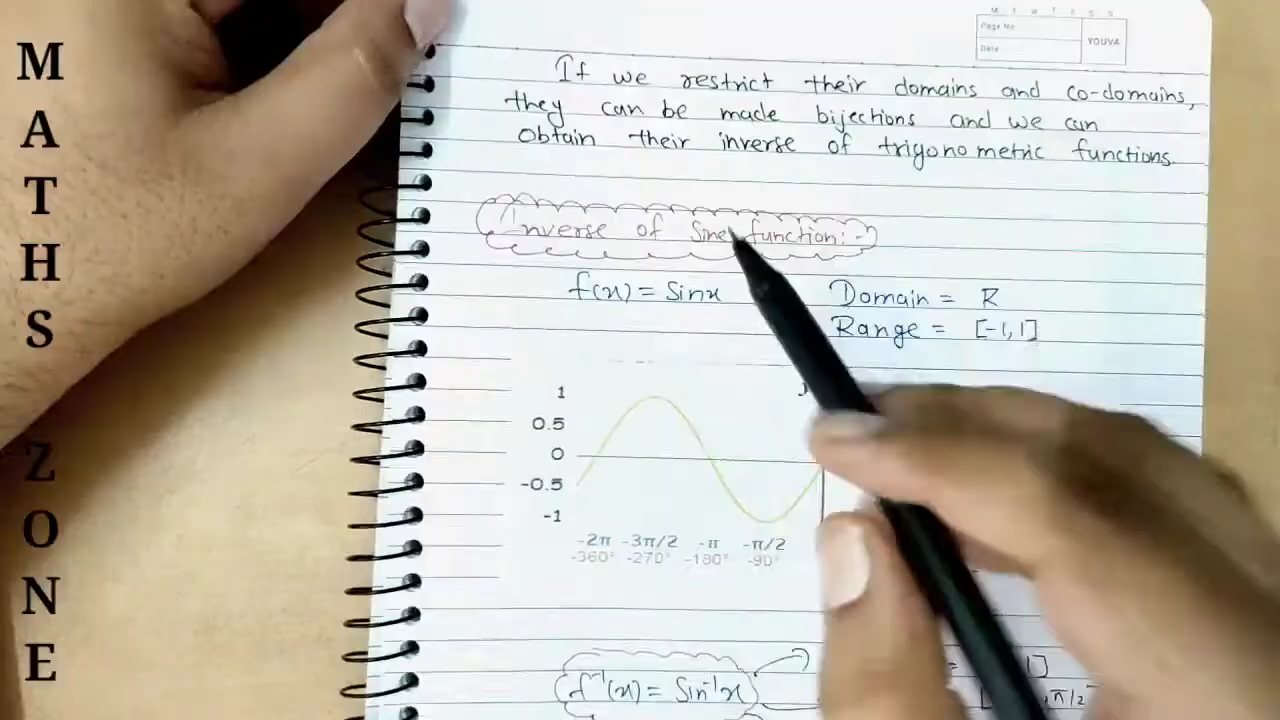 MATHS ZONE
M T W T F S S
Page No
Date
YOUVA
If we restrict their domains and co-domains,
they can be made bijections and we can
obtain their inverse of trigonometric functions.
Inverse of Sine function:-
f(x) = Sinx
Domain = R
Range = [-1,1]
1
0.5
0
-0.5
-1
-2π -3π/2 -π -π/2
-360° -270° -180° -90°
f⁻¹(x) = Sin⁻¹x
= 1]
[ ,π/2